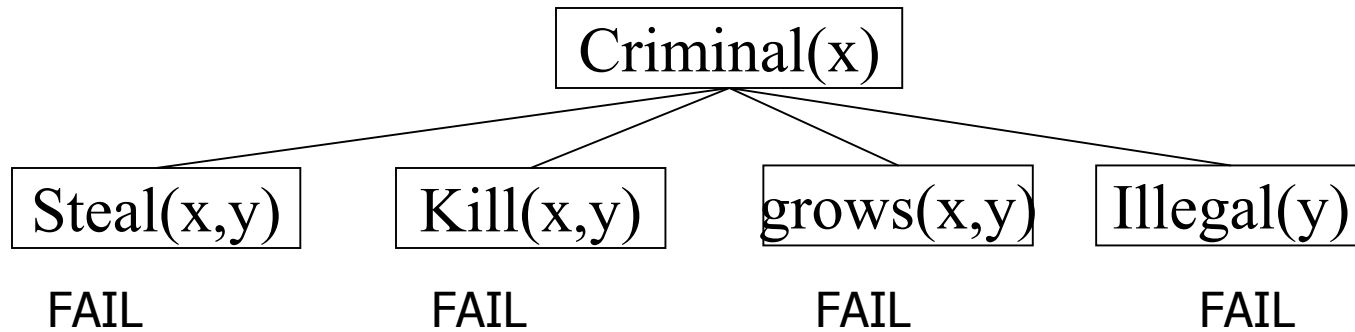 Criminal(x)
Steal(x,y) Kill(x,y) grows(x,y) Illegal(y)
FAIL FAIL FAIL FAIL